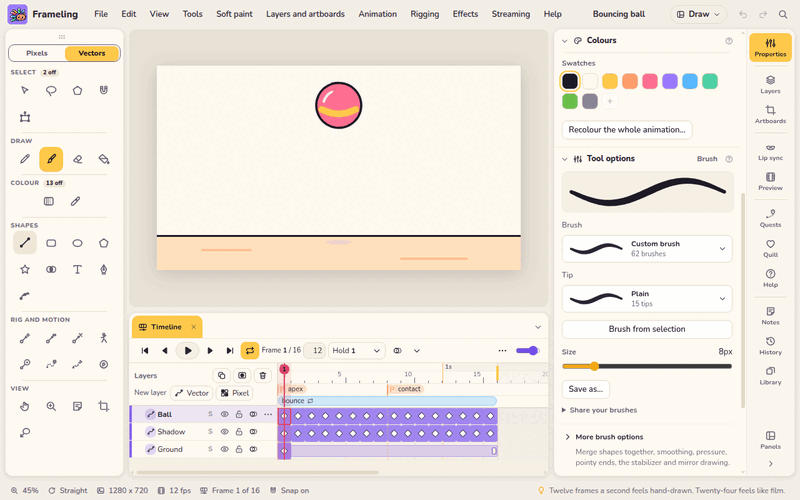 Frameling File Edit View Tools Soft paint Layers and artboards Animation Rigging Effects Streaming Help Bouncing ball Draw
Pixels Vectors
SELECT 2 off
DRAW
COLOUR 13 off
SHAPES
T
RIG AND MOTION
VIEW
Timeline
Frame 1 / 16 12 Hold 1
Layers
New layer Vector Pixel
1 5 10 1s 15
apex contact
bounce
Ball S
Shadow S
Ground S
Colours
Swatches
Recolour the whole animation...
Tool options Brush
Brush
Custom brush
62 brushes
Tip
Plain
15 tips
Brush from selection
Size 8px
Save as...
Share your brushes
More brush options
Merge shapes together, smoothing, pressure,
pointy ends, the stabilizer and mirror drawing.
Properties
Layers
Artboards
Lip sync
Preview
Quests
Quill
Help
Notes
History
Library
Panels
45% Straight 1280 x 720 12 fps Frame 1 of 16 Snap on Twelve frames a second feels hand-drawn. Twenty-four feels like film.